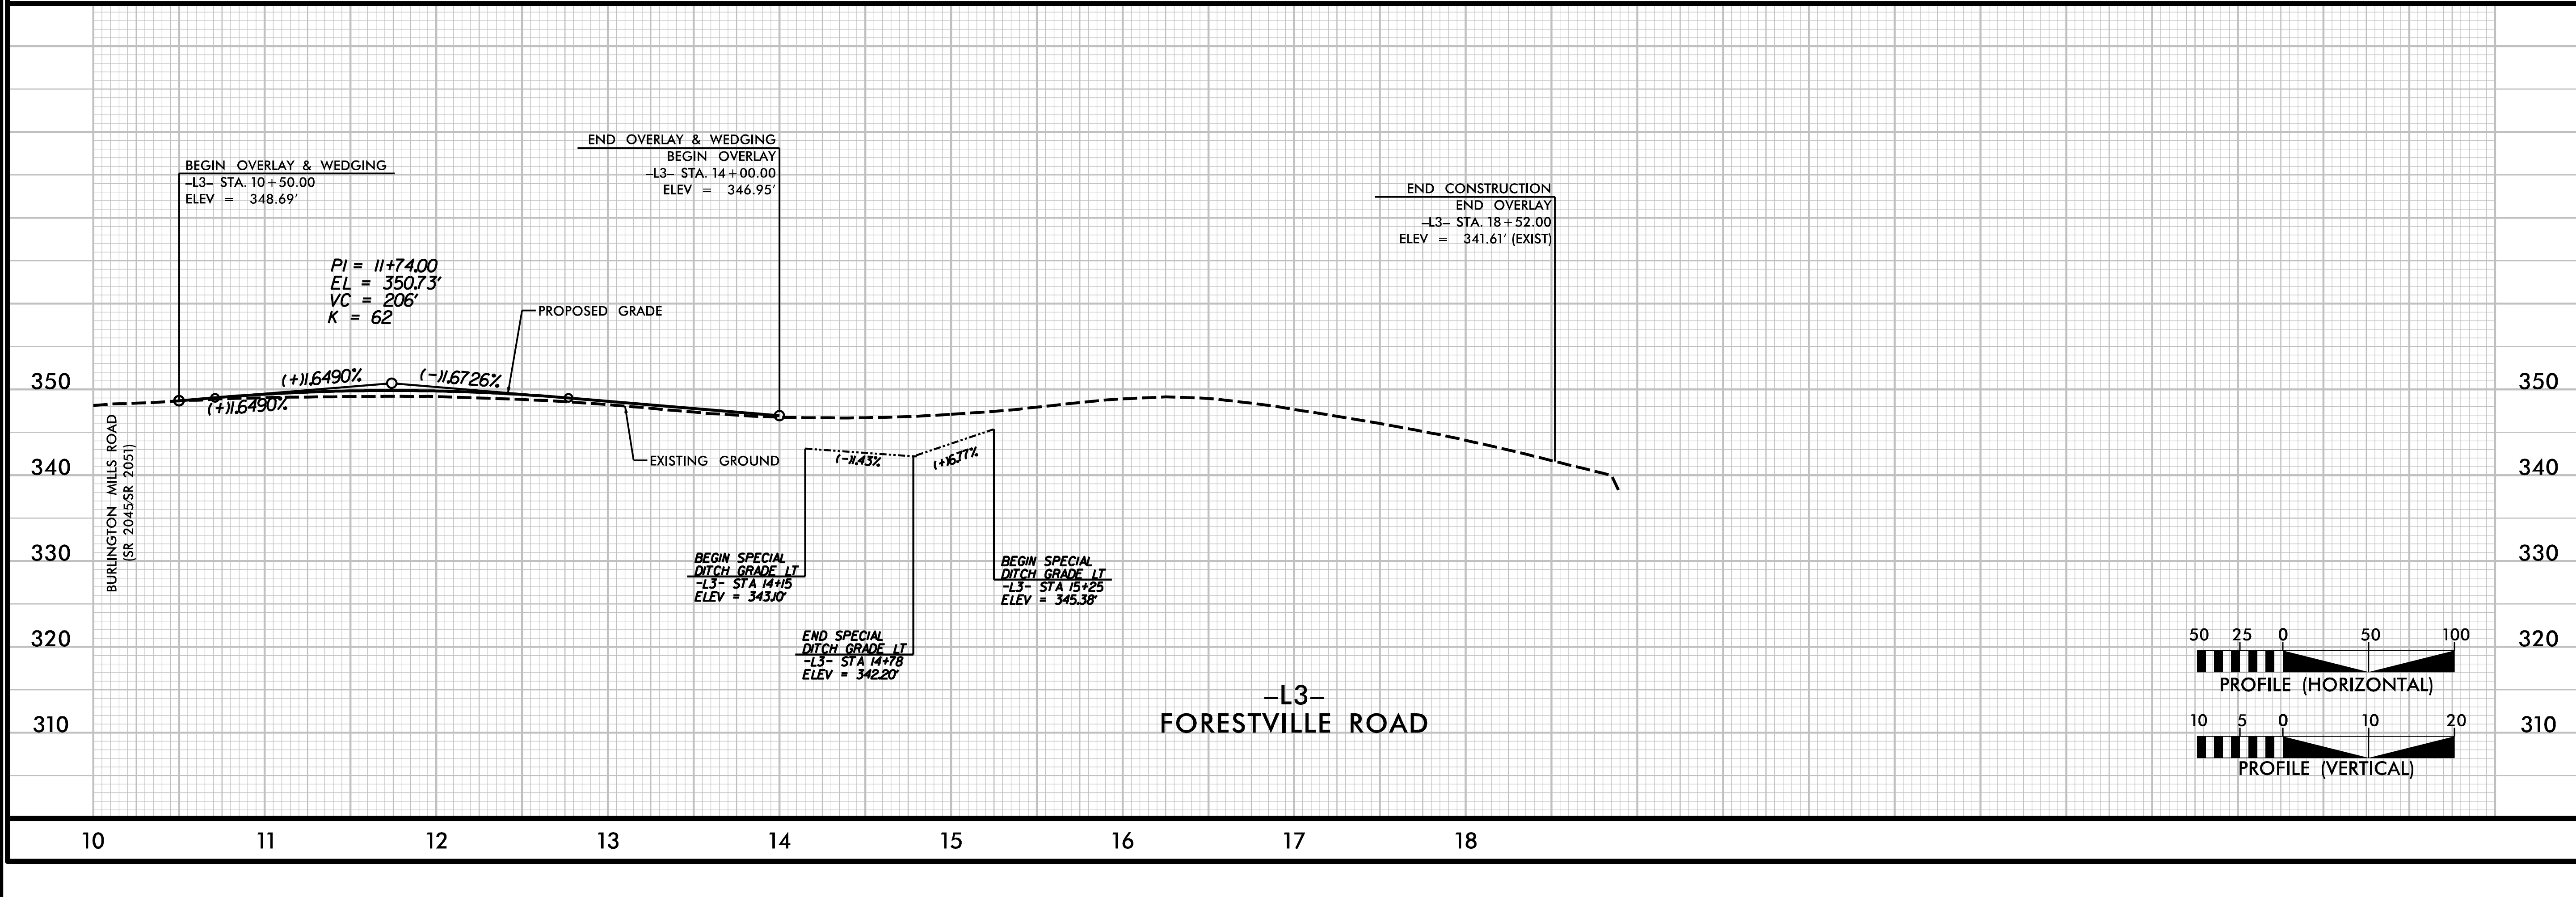 END OVERLAY & WEDGING
BEGIN OVERLAY
–L3– STA. 14+00.00
ELEV = 346.95'
BEGIN OVERLAY & WEDGING
–L3– STA. 10+50.00
ELEV = 348.69'
END CONSTRUCTION
END OVERLAY
–L3– STA. 18+52.00
ELEV = 341.61' (EXIST)
PI = 11+74.00
EL = 350.73'
VC = 206'
K = 62
PROPOSED GRADE
(+)1.6490%
(-)1.6726%
(+)1.6490%
350
350
EXISTING GROUND
(-)1.43%
(+)6.77%
340
340
BURLINGTON MILLS ROAD
(SR 2045/SR 2051)
330
330
BEGIN SPECIAL
DITCH GRADE LT
-L3- STA 14+15
ELEV = 343.10'
BEGIN SPECIAL
DITCH GRADE LT
-L3- STA 15+25
ELEV = 345.38'
END SPECIAL
DITCH GRADE LT
-L3- STA 14+78
ELEV = 342.20'
320
320
50 25 0 50 100
PROFILE (HORIZONTAL)
–L3–
FORESTVILLE ROAD
310
310
10 5 0 10 20
PROFILE (VERTICAL)
10 11 12 13 14 15 16 17 18